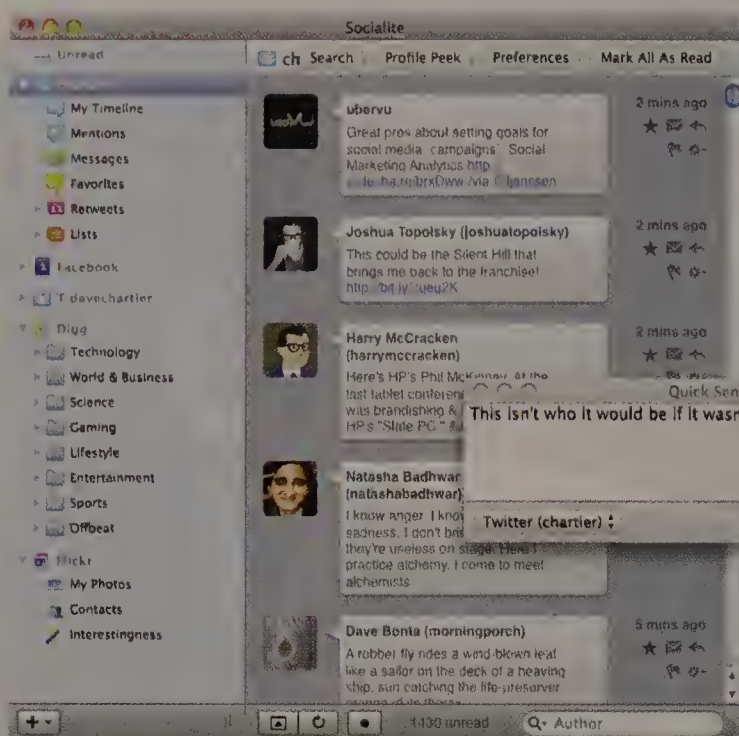 Socialite
Unread
ch Search Profile Peek Preferences Mark All As Read
My Timeline
Mentions
Messages
Favorites
Retweets
Lists
Facebook
davechartier
Digg
Technology
World & Business
Science
Gaming
Lifestyle
Entertainment
Sports
Offbeat
Flickr
My Photos
Contacts
Interestingness
ubervu
2 mins ago
Great pros about setting goals for
social media campaigns Social
Marketing Analytics http
Joshua Topolsky (joshuatopolsky)
2 mins ago
This could be the Silent Hill that
brings me back to the franchise!
Harry McCracken
(harrymccracken)
2 mins ago
Here's HP's Phil McKinney, at the
last tablet
was brandishing &
HP's "Slate PC."
Quick Sen
This isn't who it would be if it wasn
Twitter (chartier)
Natasha Badhwar
(natashabadhwar)
I know anger. I know
sadness. I don't
they're useless on stage. Here I
practice alchemy. I come to meet
alchemists
Dave Bonta (morningporch)
5 mins ago
A robber fly rides a wind-blown leaf
like a sailor on the deck of a heaving
ship, sun catching the life-preserver
1430 unread
Author